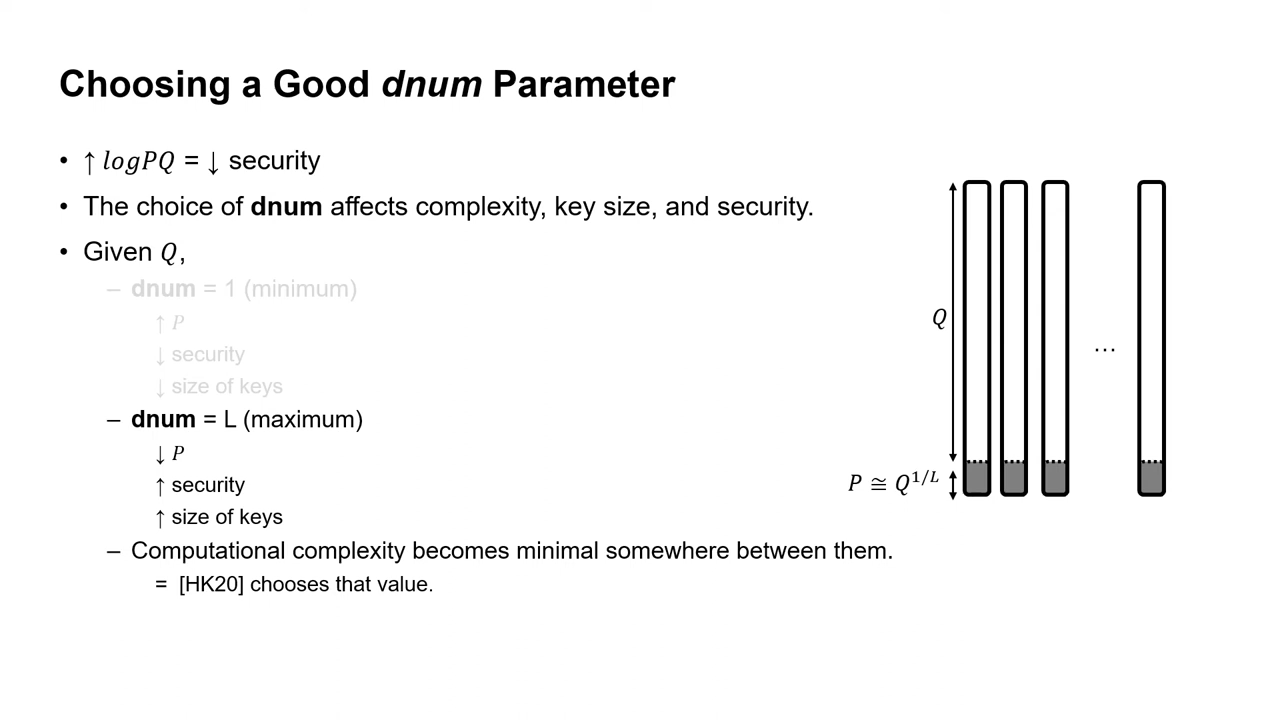 Choosing a Good dnum Parameter
• ↑ logPQ = ↓ security
• The choice of dnum affects complexity, key size, and security.
• Given Q,
– dnum = 1 (minimum)
↑ P
↓ security
↓ size of keys
– dnum = L (maximum)
↓ P
↑ security
↑ size of keys
– Computational complexity becomes minimal somewhere between them.
= [HK20] chooses that value.
Q
…
P ≅ Q^{1/L}